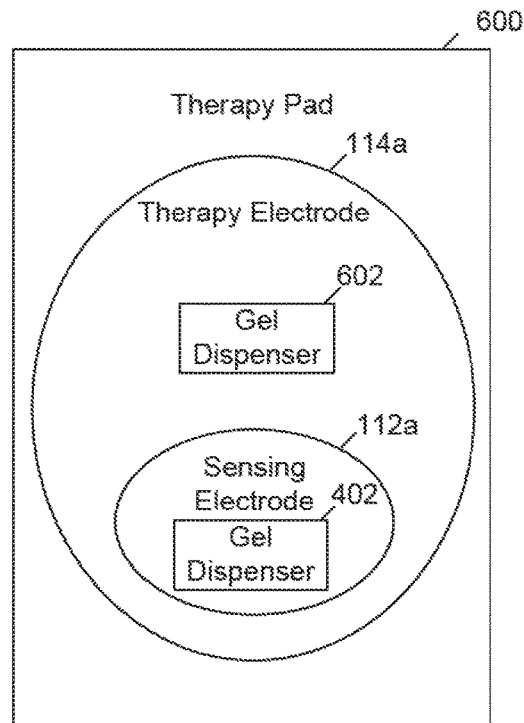 600
Therapy Pad
114a
Therapy Electrode
602
Gel
Dispenser
112a
Sensing
Electrode
402
Gel
Dispenser